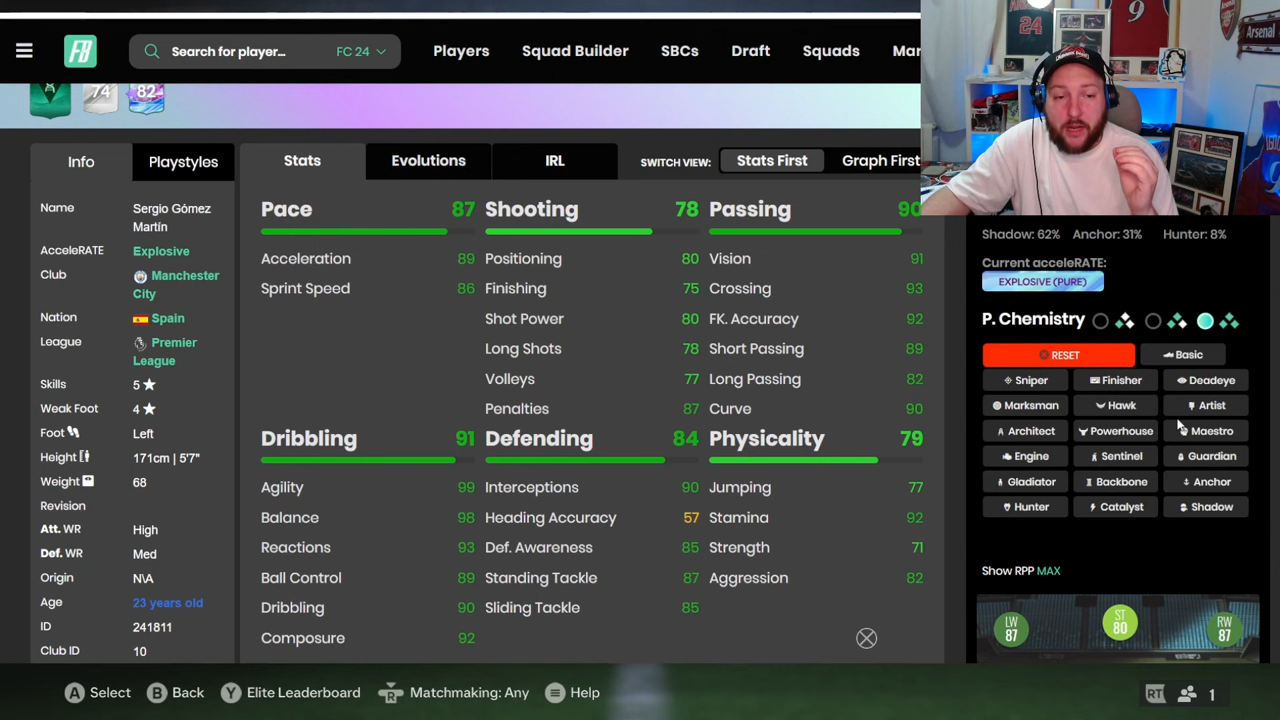 F8
Search for player...
FC 24
Players
Squad Builder
SBCs
Draft
Squads
Mar
74
82
24
9
Arsenal
Info
Playstyles
Stats
Evolutions
IRL
SWITCH VIEW:
Stats First
Graph First
Name
Sergio Gómez
Martín
AcceleRATE
Explosive
Club
Manchester
City
Nation
Spain
League
Premier
League
Skills
5★
Weak Foot
4★
Foot
Left
Height
171cm | 5'7"
Weight
68
Revision
Att. WR
High
Def. WR
Med
Origin
N\A
Age
23 years old
ID
241811
Club ID
10
Pace 87
Acceleration 89
Sprint Speed 86
Shooting 78
Positioning 80
Finishing 75
Shot Power 80
Long Shots 78
Volleys 77
Penalties 87
Passing 90
Vision 91
Crossing 93
FK. Accuracy 92
Short Passing 89
Long Passing 82
Curve 90
Dribbling 91
Agility 99
Balance 98
Reactions 93
Ball Control 89
Dribbling 90
Composure 92
Defending 84
Interceptions 90
Heading Accuracy 57
Def. Awareness 85
Standing Tackle 87
Sliding Tackle 85
Physicality 79
Jumping 77
Stamina 92
Strength 71
Aggression 82
Shadow: 62% Anchor: 31% Hunter: 8%
Current acceleRATE:
EXPLOSIVE (PURE)
P. Chemistry
RESET
Basic
Sniper
Finisher
Deadeye
Marksman
Hawk
Artist
Architect
Powerhouse
Maestro
Engine
Sentinel
Guardian
Gladiator
Backbone
Anchor
Hunter
Catalyst
Shadow
Show RPP MAX
LW
87
ST
80
RW
87
A Select
B Back
Y Elite Leaderboard
R Matchmaking: Any
Help
RT
1